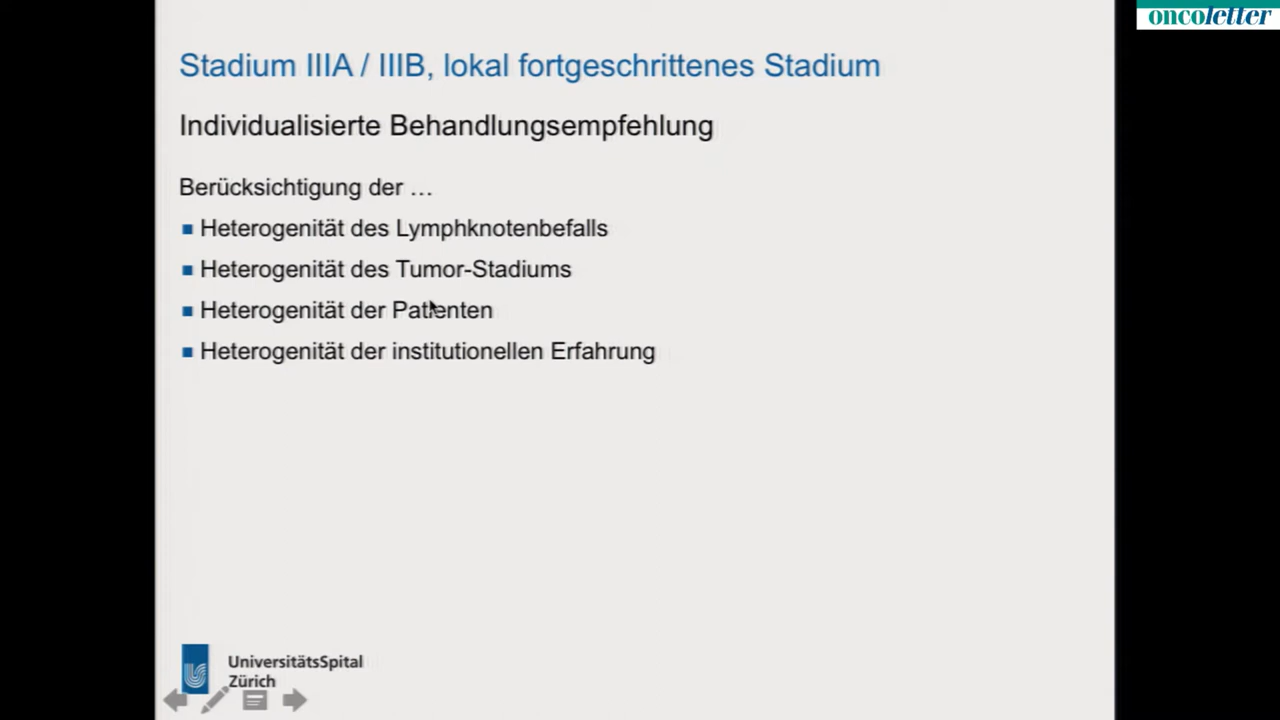 oncoletter
Stadium IIIA / IIIB, lokal fortgeschrittenes Stadium
Individualisierte Behandlungsempfehlung
Berücksichtigung der …
Heterogenität des Lymphknotenbefalls
Heterogenität des Tumor-Stadiums
Heterogenität der Patienten
Heterogenität der institutionellen Erfahrung
UniversitätsSpital
Zürich